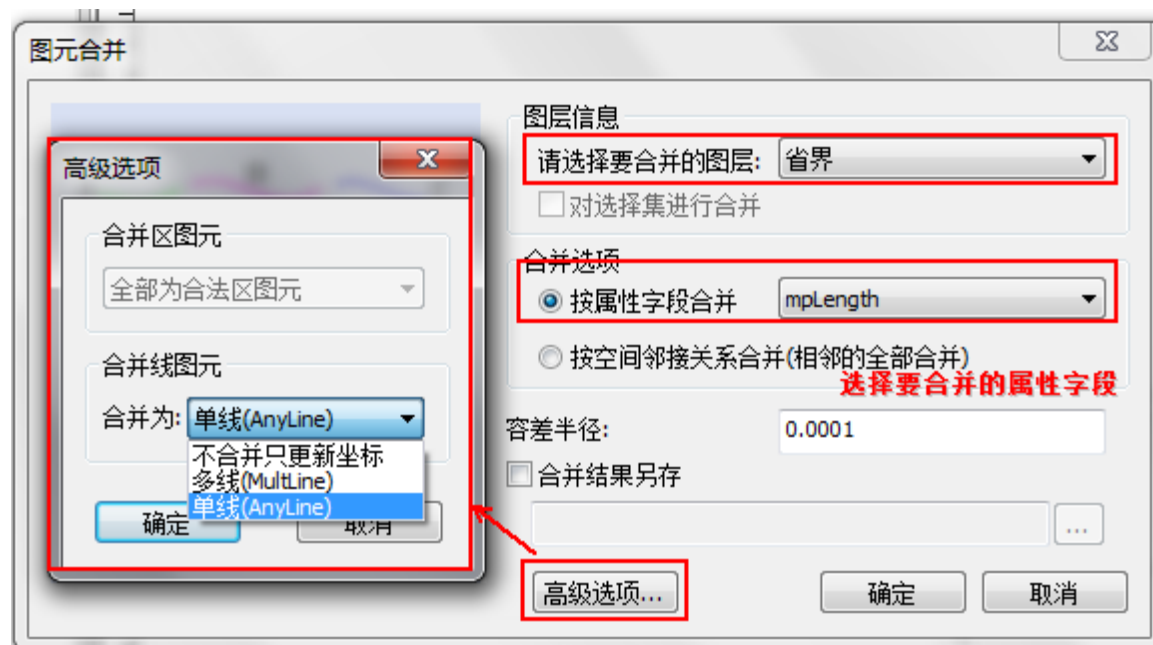 图元合并
图层信息
请选择要合并的图层: 省界
对选择集进行合并
合并选项
按属性字段合并 mpLength
按空间邻接关系合并(相邻的全部合并)
选择要合并的属性字段
容差半径: 0.0001
合并结果另存
...
高级选项... 确定 取消
高级选项
合并区图元
全部为合法区图元
合并线图元
合并为: 单线(AnyLine)
不合并只更新坐标
多线(MultLine)
单线(AnyLine)
确定 取消